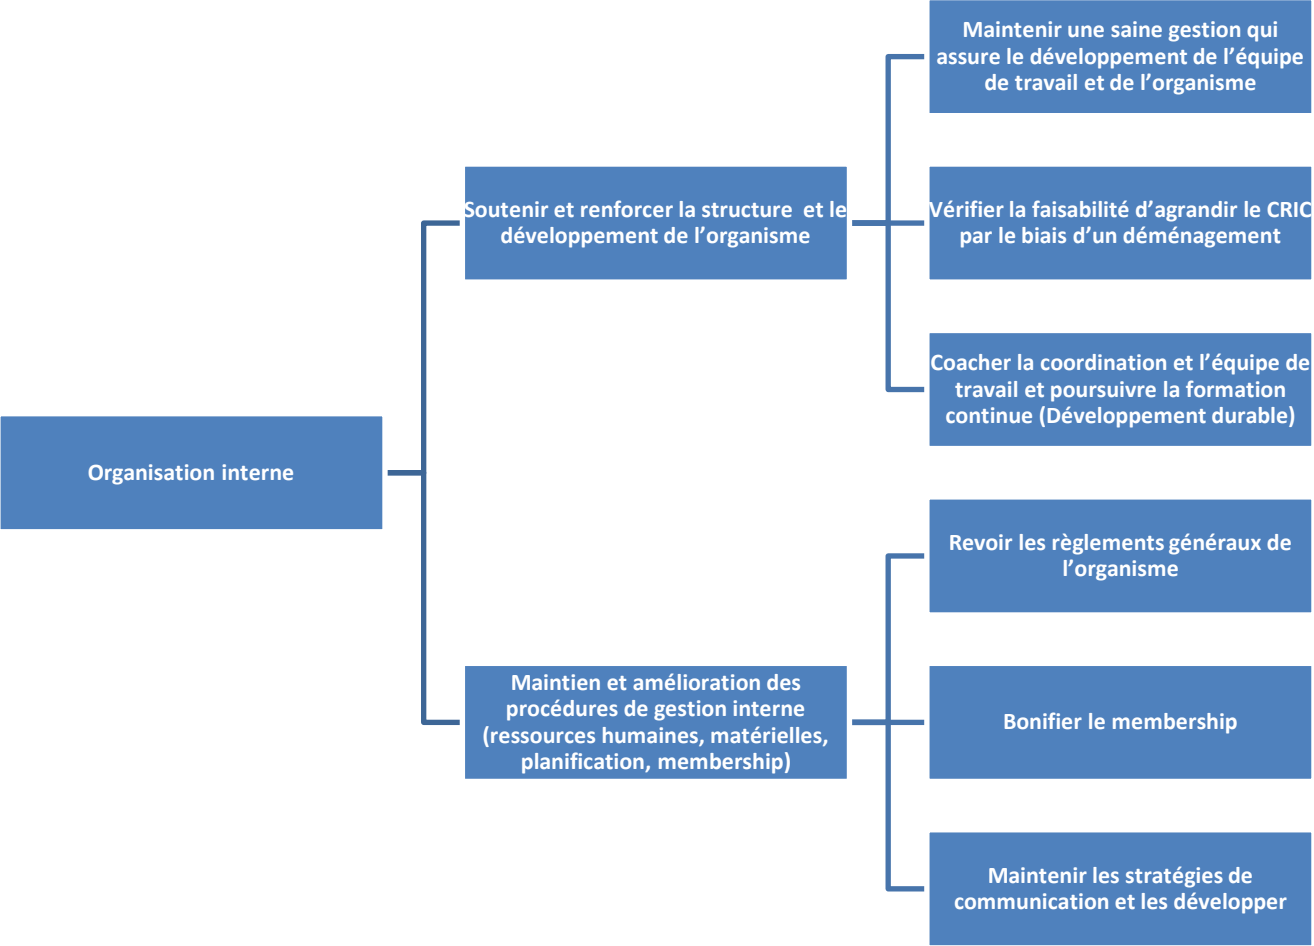 Organisation interne
Soutenir et renforcer la structure et le
développement de l'organisme
Maintenir une saine gestion qui
assure le développement de l'équipe
de travail et de l'organisme
Vérifier la faisabilité d'agrandir le CRIC
par le biais d'un déménagement
Coacher la coordination et l'équipe de
travail et poursuivre la formation
continue (Développement durable)
Maintien et amélioration des
procédures de gestion interne
(ressources humaines, matérielles,
planification, membership)
Revoir les règlements généraux de
l'organisme
Bonifier le membership
Maintenir les stratégies de
communication et les développer